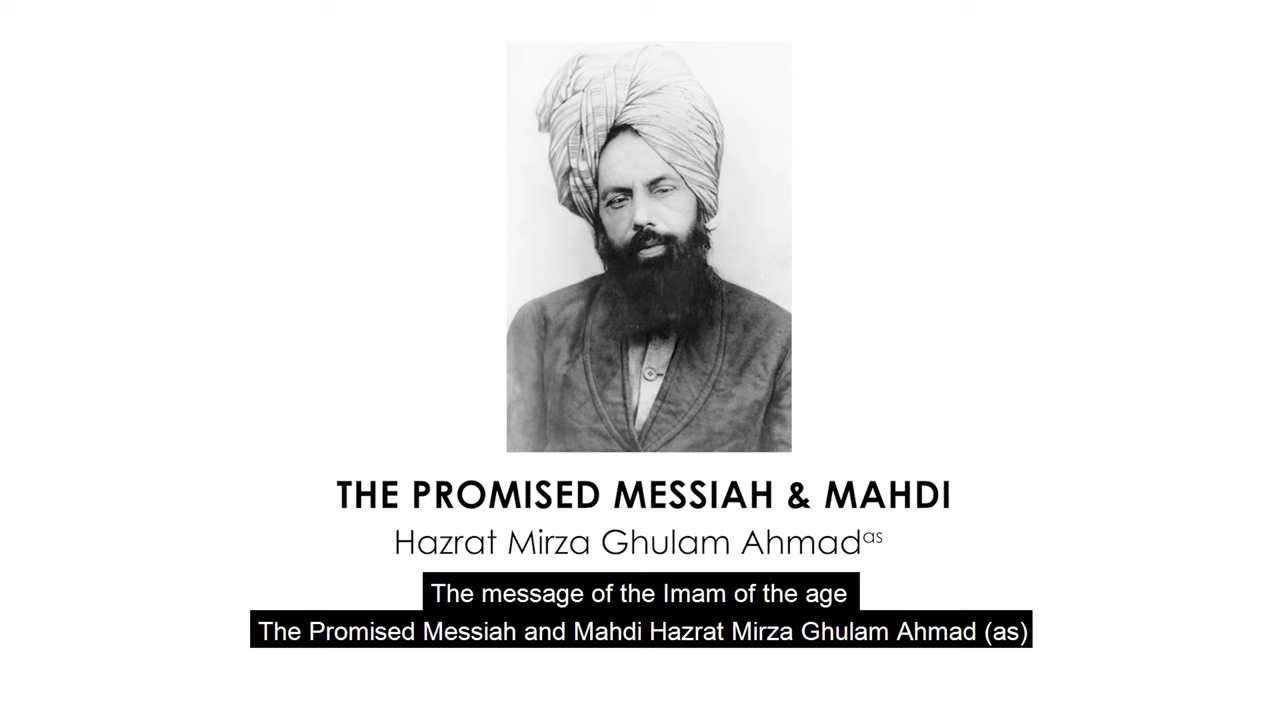 THE PROMISED MESSIAH & MAHDI
Hazrat Mirza Ghulam Ahmadas
The message of the Imam of the age
The Promised Messiah and Mahdi Hazrat Mirza Ghulam Ahmad (as)